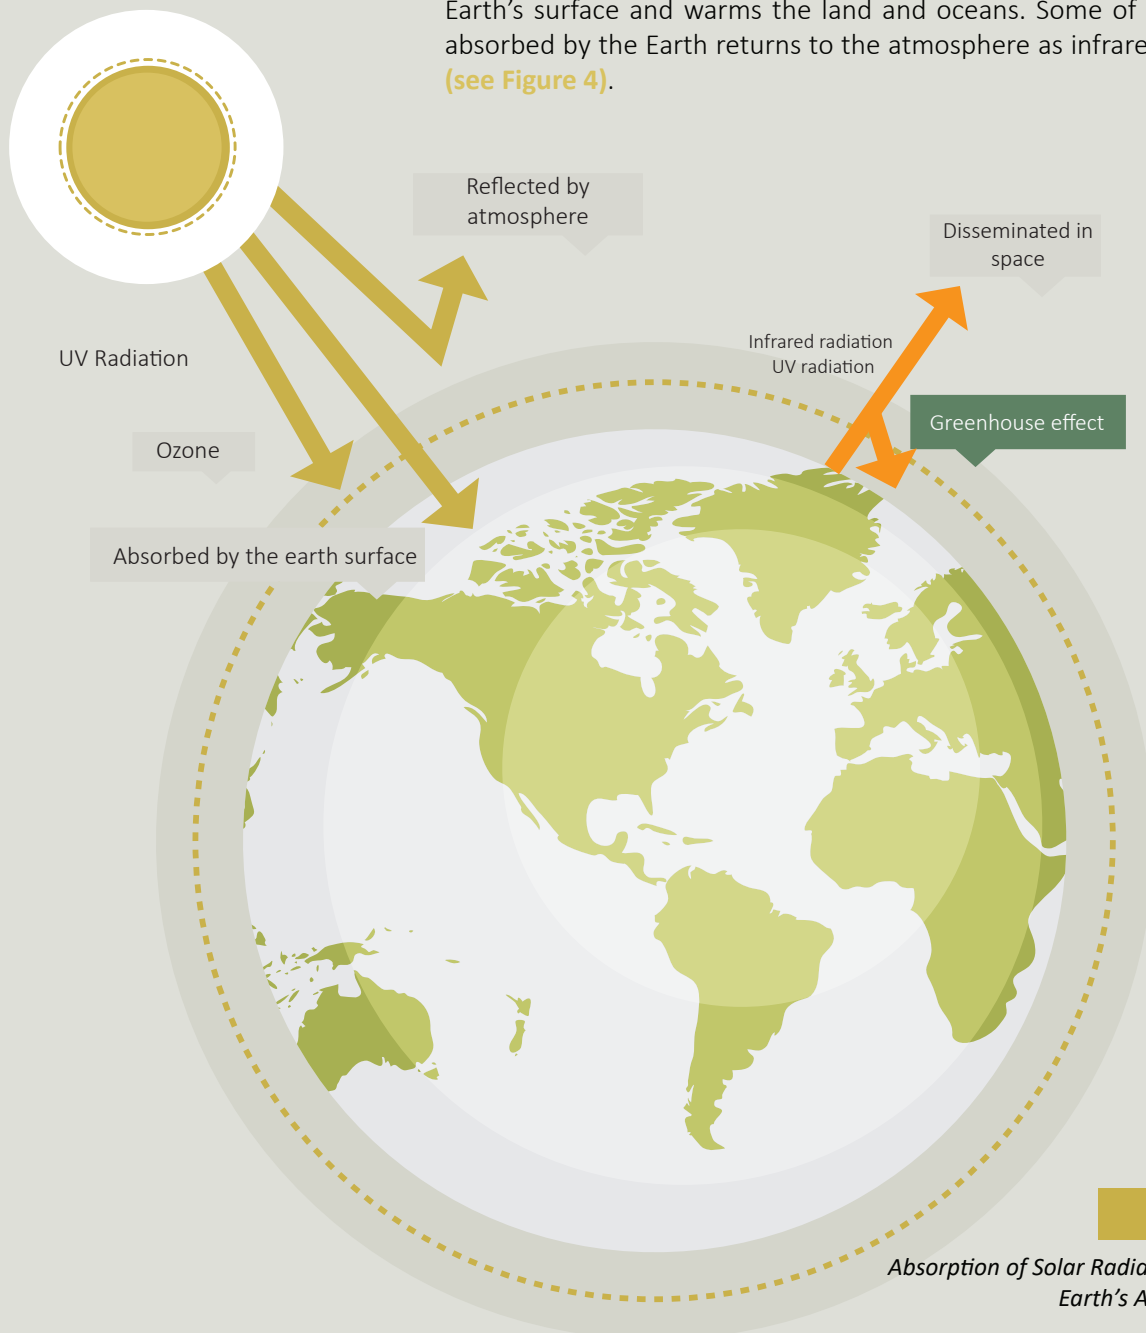 Earth's surface and warms the land and oceans. Some of
absorbed by the Earth returns to the atmosphere as
(see Figure 4).
Reflected by
atmosphere
Disseminated in
space
Infrared radiation
UV radiation
UV Radiation
Greenhouse effect
Ozone
Absorbed by the earth surface
Absorption of Solar
Earth's